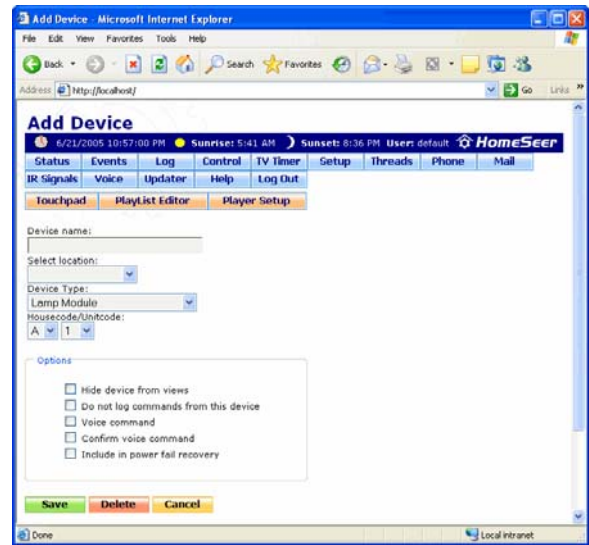 Add Device - Microsoft Internet Explorer
File Edit View Favorites Tools Help
Back Search Favorites
Address http://localhost/ Go Links »
Add Device
6/21/2005 10:57:00 PM Sunrise: 5:41 AM Sunset: 8:36 PM User: default HomeSeer
Status Events Log Control TV Timer Setup Threads Phone Mail
IR Signals Voice Updater Help Log Out
Touchpad PlayList Editor Player Setup
Device name:
Select location:
Device Type:
Lamp Module
Housecode/Unitcode:
A 1
Options
Hide device from views
Do not log commands from this device
Voice command
Confirm voice command
Include in power fail recovery
Save Delete Cancel
Done Local intranet